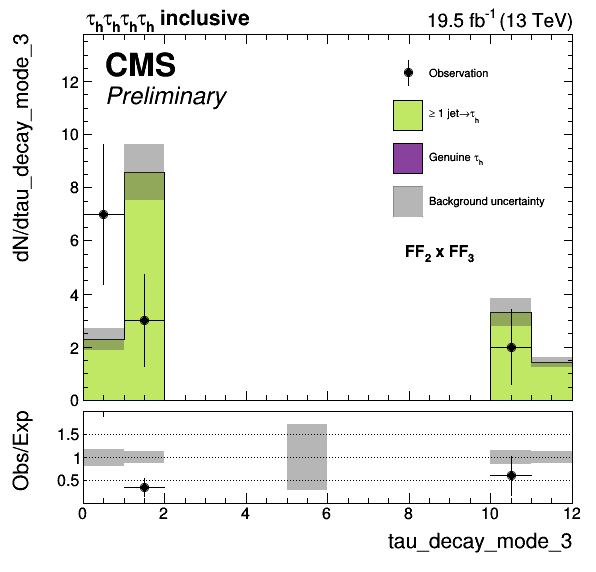 τhτhτhτh inclusive
19.5 fb-1 (13 TeV)
CMS
Preliminary
Observation
≥ 1 jet→τh
Genuine τh
Background uncertainty
FF2 x FF3
dN/dtau_decay_mode_3
12
10
8
6
4
2
0
Obs/Exp
1.5
1
0.5
0 2 4 6 8 10 12
tau_decay_mode_3